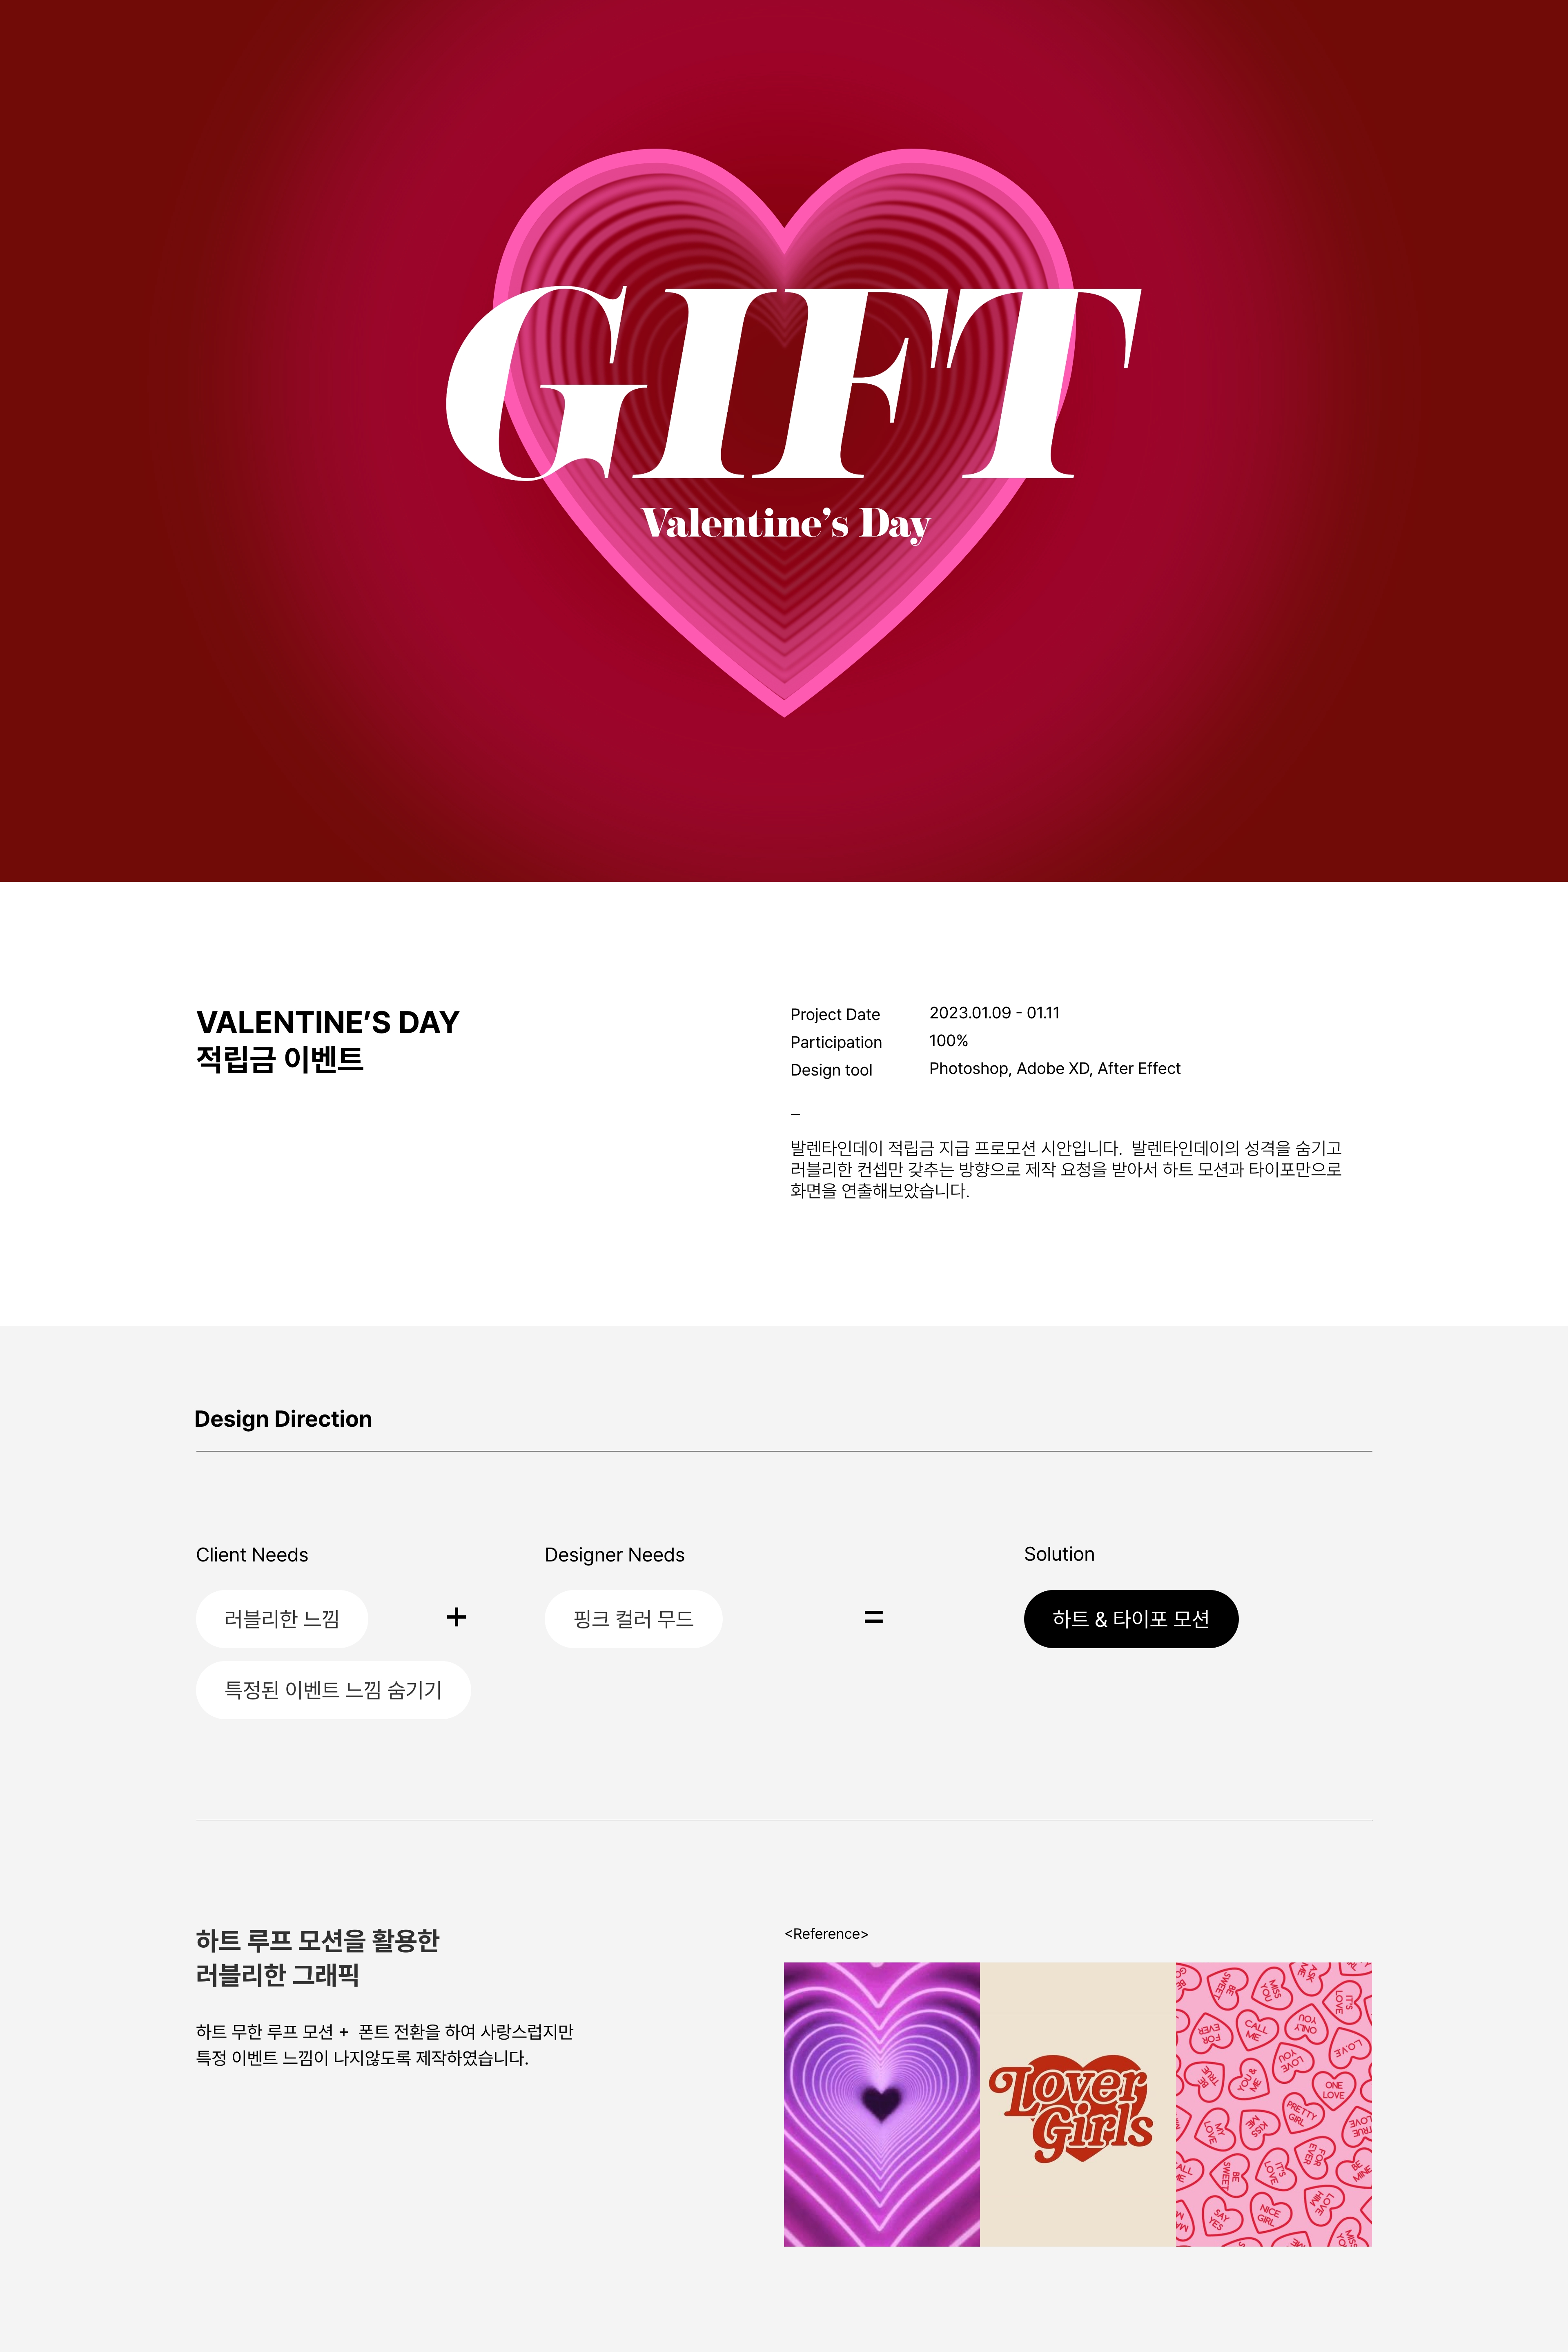 GIFT
Valentine’s Day
VALENTINE’S DAY
적립금 이벤트
Project Date 2023.01.09 - 01.11
Participation 100%
Design tool Photoshop, Adobe XD, After Effect
–
발렌타인데이 적립금 지급 프로모션 시안입니다. 발렌타인데이의 성격을 숨기고
러블리한 컨셉만 갖추는 방향으로 제작 요청을 받아서 하트 모션과 타이포만으로
화면을 연출해보았습니다.
Design Direction
Client Needs
러블리한 느낌
특정된 이벤트 느낌 숨기기
+
Designer Needs
핑크 컬러 무드
=
Solution
하트 & 타이포 모션
하트 루프 모션을 활용한
러블리한 그래픽
하트 무한 루프 모션 + 폰트 전환을 하여 사랑스럽지만
특정 이벤트 느낌이 나지않도록 제작하였습니다.
<Reference>
Lover
Girls
BE
SWEET
MISS
YOU
ASK
ME
IT'S
LOVE
FOR
EVER
CALL
ME
ONLY
YOU
LOVE
YOU
LOVE
TRUE
BE
YOU &
ME
ONE
LOVE
MY
LOVE
KISS
ME
PRETTY
GIRL
TRUE
LOVE
BE
SWEET
IT'S
LOVE
FOR
EVER
BE
MINE
SAY
YES
NICE
GIRL
LOVE
HIM